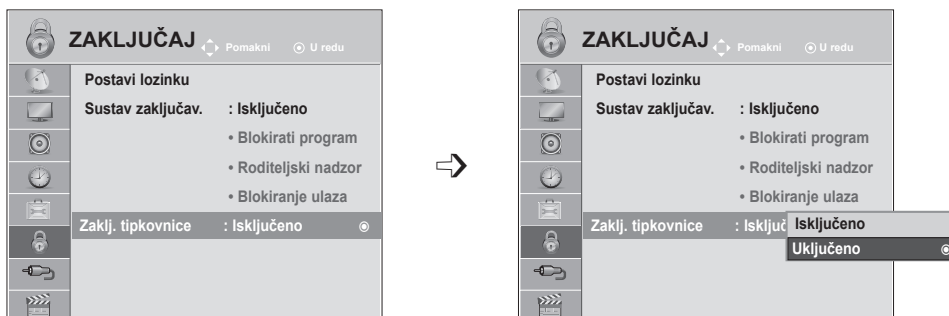 ZAKLJUČAJ Pomakni U redu
Postavi lozinku
Sustav zaključav. : Isključeno
• Blokirati program
• Roditeljski nadzor
• Blokiranje ulaza
Zaklj. tipkovnice : Isključeno
ZAKLJUČAJ Pomakni U redu
Postavi lozinku
Sustav zaključav. : Isključeno
• Blokirati program
• Roditeljski nadzor
• Blokiranje ulaza
Zaklj. tipkovnice : Isključ
Isključeno
Uključeno